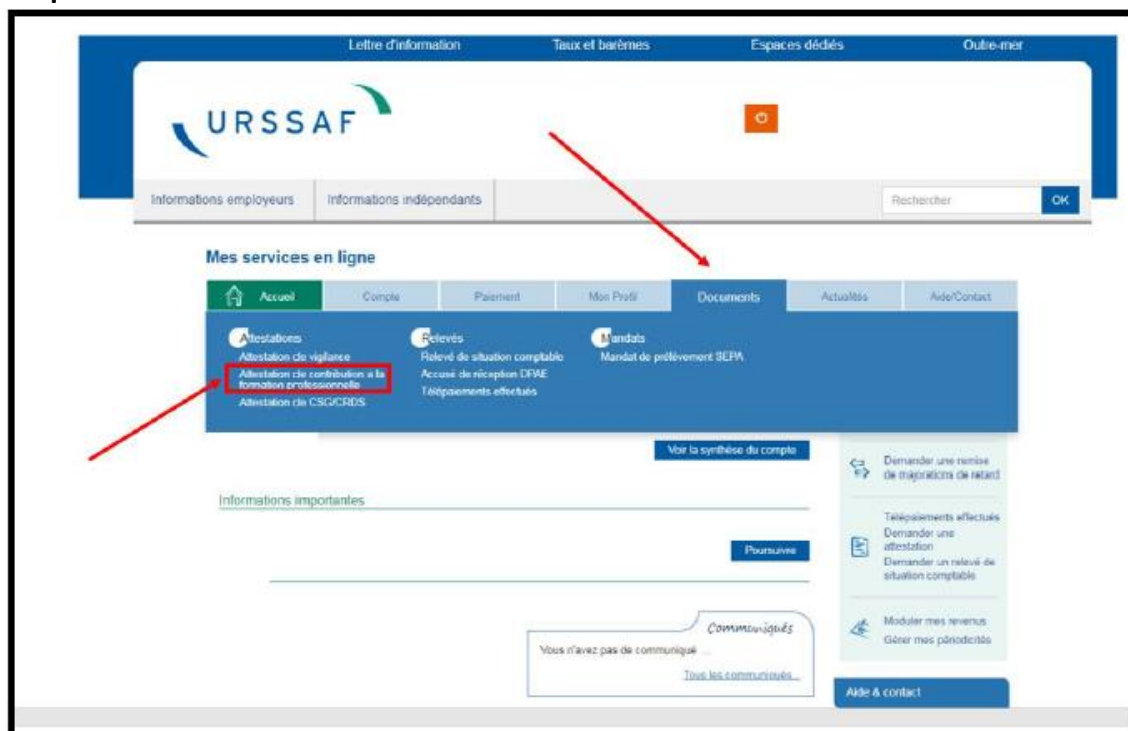 Lettre d'information
Taux et barèmes
Espaces dédiés
Outre-mer
URSSAF
Informations employeurs
Informations indépendants
Rechercher
OK
Mes services en ligne
Accueil
Compte
Paiement
Mon Profil
Documents
Actualités
Aide/Contact
Attestations
Attestation de vigilance
Attestation de contribution à la
formation professionnelle
Attestation de CSG/CRDS
Relevés
Relevé de situation comptable
Accusé de réception DPAE
Télépaiements effectués
Mandats
Mandat de prélèvement SEPA
Voir la synthèse du compte
Informations importantes
Poursuivre
Communiqués
Vous n'avez pas de communiqué ...
Tous les communiqués...
Demander une remise
de majorations de retard
Télépaiements effectués
Demander une
attestation
Demander un relevé de
situation comptable
Moduler mes revenus
Gérer mes périodicités
Aide & contact